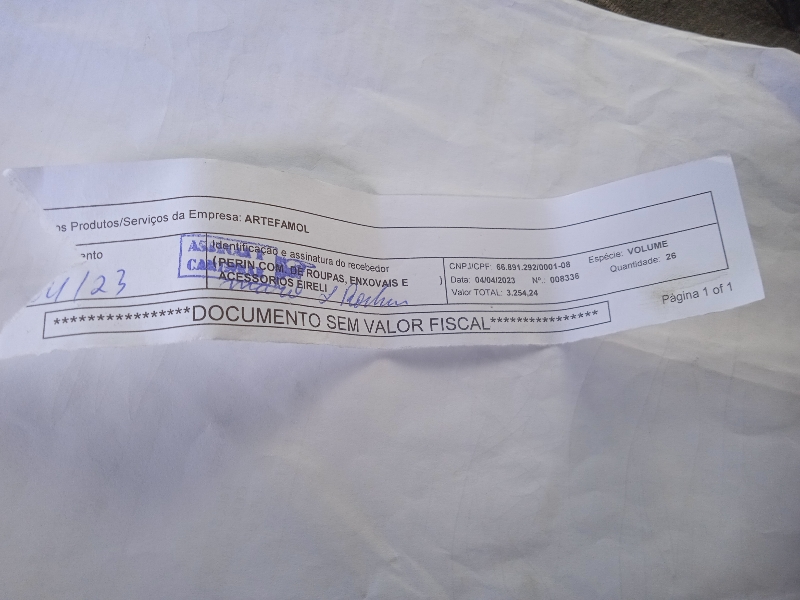 os Produtos/Serviços da Empresa: ARTEFAMOL
ento
Identificação e assinatura do recebedor
(PERIN COM. DE ROUPAS, ENXOVAIS E
ACESSORIOS EIRELI )
CNPJ/CPF: 66.891.292/0001-08
Data: 04/04/2023 Nº.: 008336
Valor TOTAL: 3.254.24
Espécie: VOLUME
Quantidade: 26
/23
Página 1 of 1
****************DOCUMENTO SEM VALOR FISCAL****************